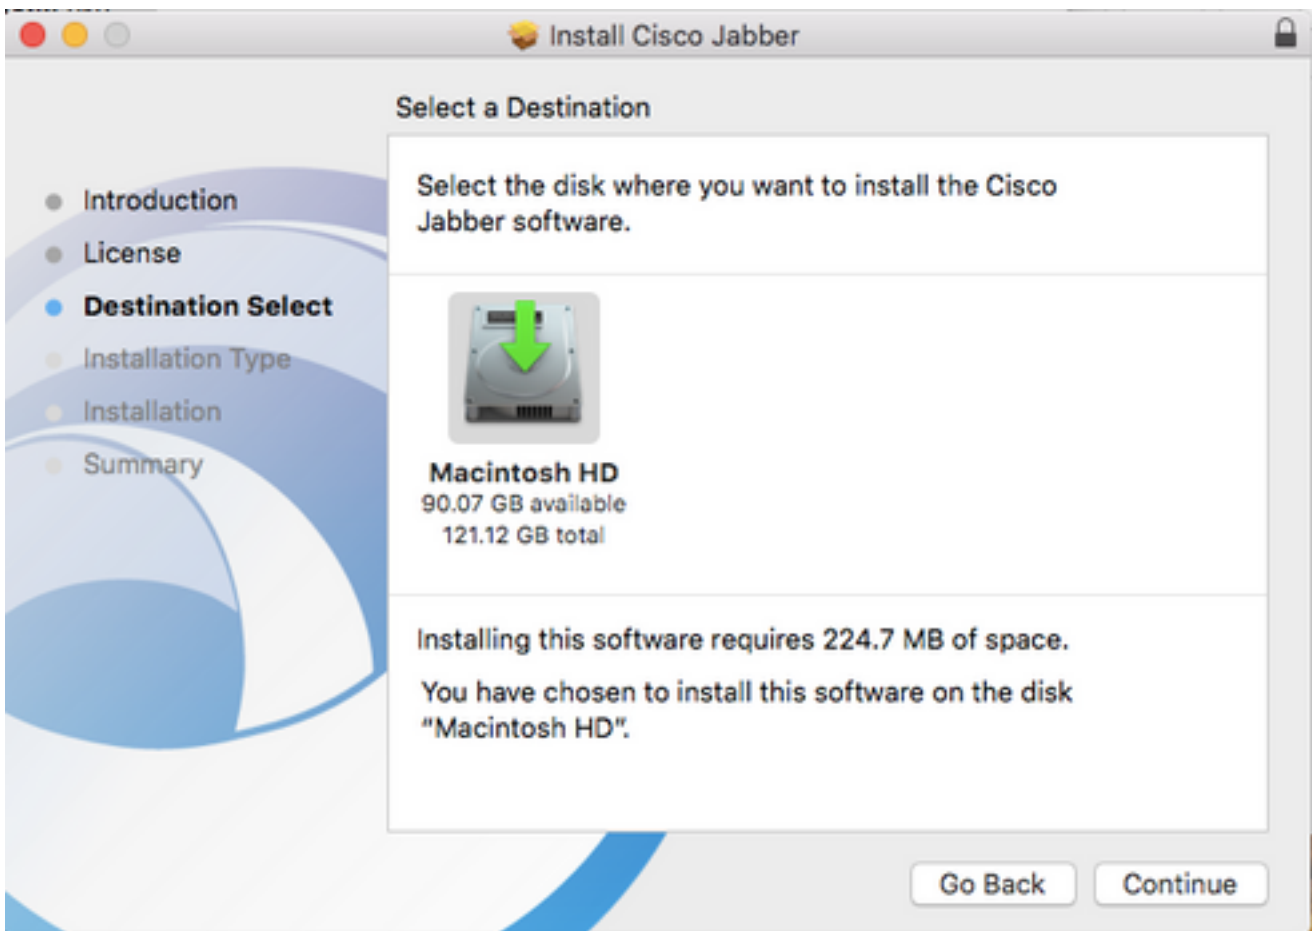 Install Cisco Jabber
Select a Destination
Introduction
License
Destination Select
Installation Type
Installation
Summary
Select the disk where you want to install the Cisco
Jabber software.
Macintosh HD
90.07 GB available
121.12 GB total
Installing this software requires 224.7 MB of space.
You have chosen to install this software on the disk
“Macintosh HD”.
Go Back
Continue